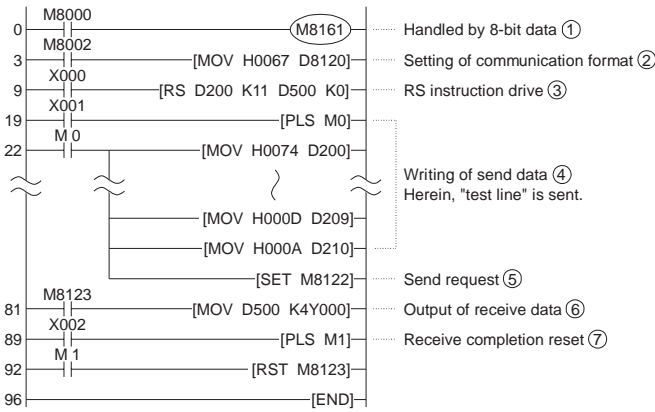 M8000
0 M8161 Handled by 8-bit data ①
M8002
3 [MOV H0067 D8120] Setting of communication format ②
X000
9 [RS D200 K11 D500 K0] RS instruction drive ③
X001
19 [PLS M0]
M 0
22 [MOV H0074 D200]
Writing of send data ④
Herein, "test line" is sent.
[MOV H000D D209]
[MOV H000A D210]
[SET M8122] Send request ⑤
M8123
81 [MOV D500 K4Y000] Output of receive data ⑥
X002
89 [PLS M1] Receive completion reset ⑦
M 1
92 [RST M8123]
96 [END]